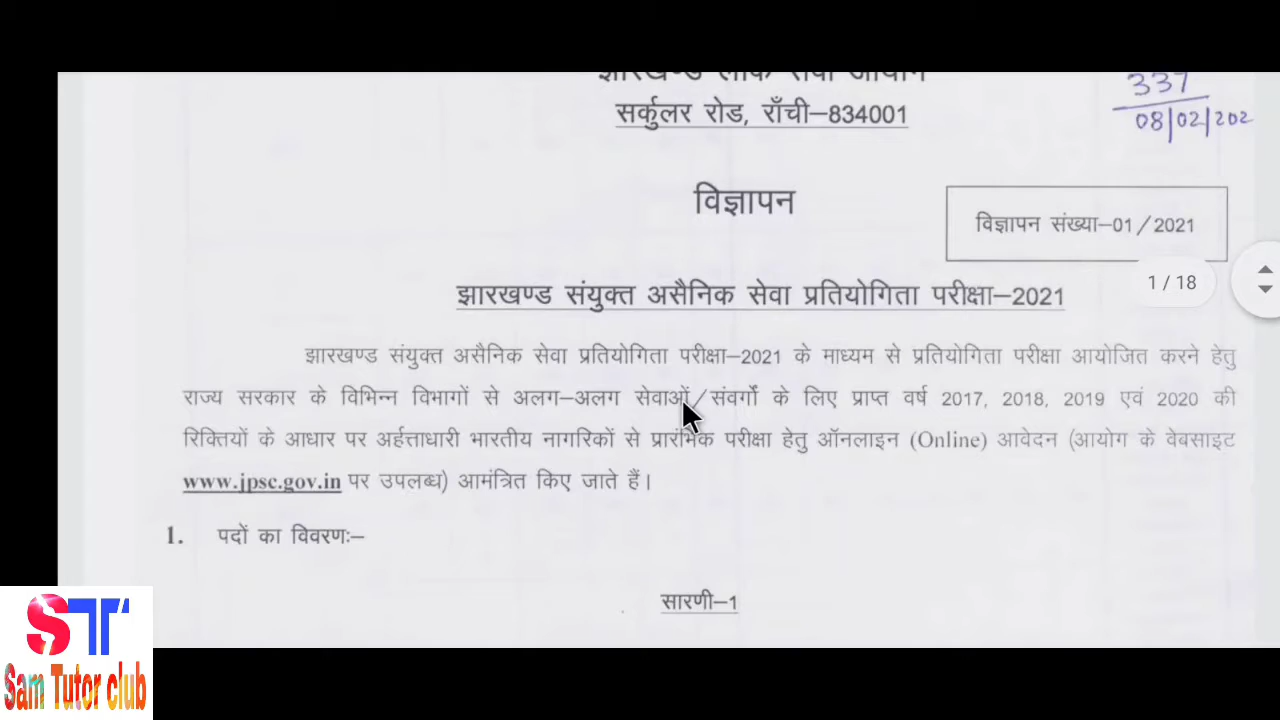 झारखण्ड लोक सेवा आयोग
सर्कुलर रोड, राँची–834001
337
08/02/202
विज्ञापन
विज्ञापन संख्या–01/2021
1 / 18
झारखण्ड संयुक्त असैनिक सेवा प्रतियोगिता परीक्षा–2021
झारखण्ड संयुक्त असैनिक सेवा प्रतियोगिता परीक्षा–2021 के माध्यम से प्रतियोगिता परीक्षा आयोजित करने हेतु
राज्य सरकार के विभिन्न विभागों से अलग–अलग सेवाओं/संवर्गों के लिए प्राप्त वर्ष 2017, 2018, 2019 एवं 2020 की
रिक्तियों के आधार पर अर्हत्ताधारी भारतीय नागरिकों से प्रारंभिक परीक्षा हेतु ऑनलाइन (Online) आवेदन (आयोग के वेबसाइट
www.jpsc.gov.in पर उपलब्ध) आमंत्रित किए जाते हैं।
1. पदों का विवरणः–
सारणी–1
ST
Sam Tutor club